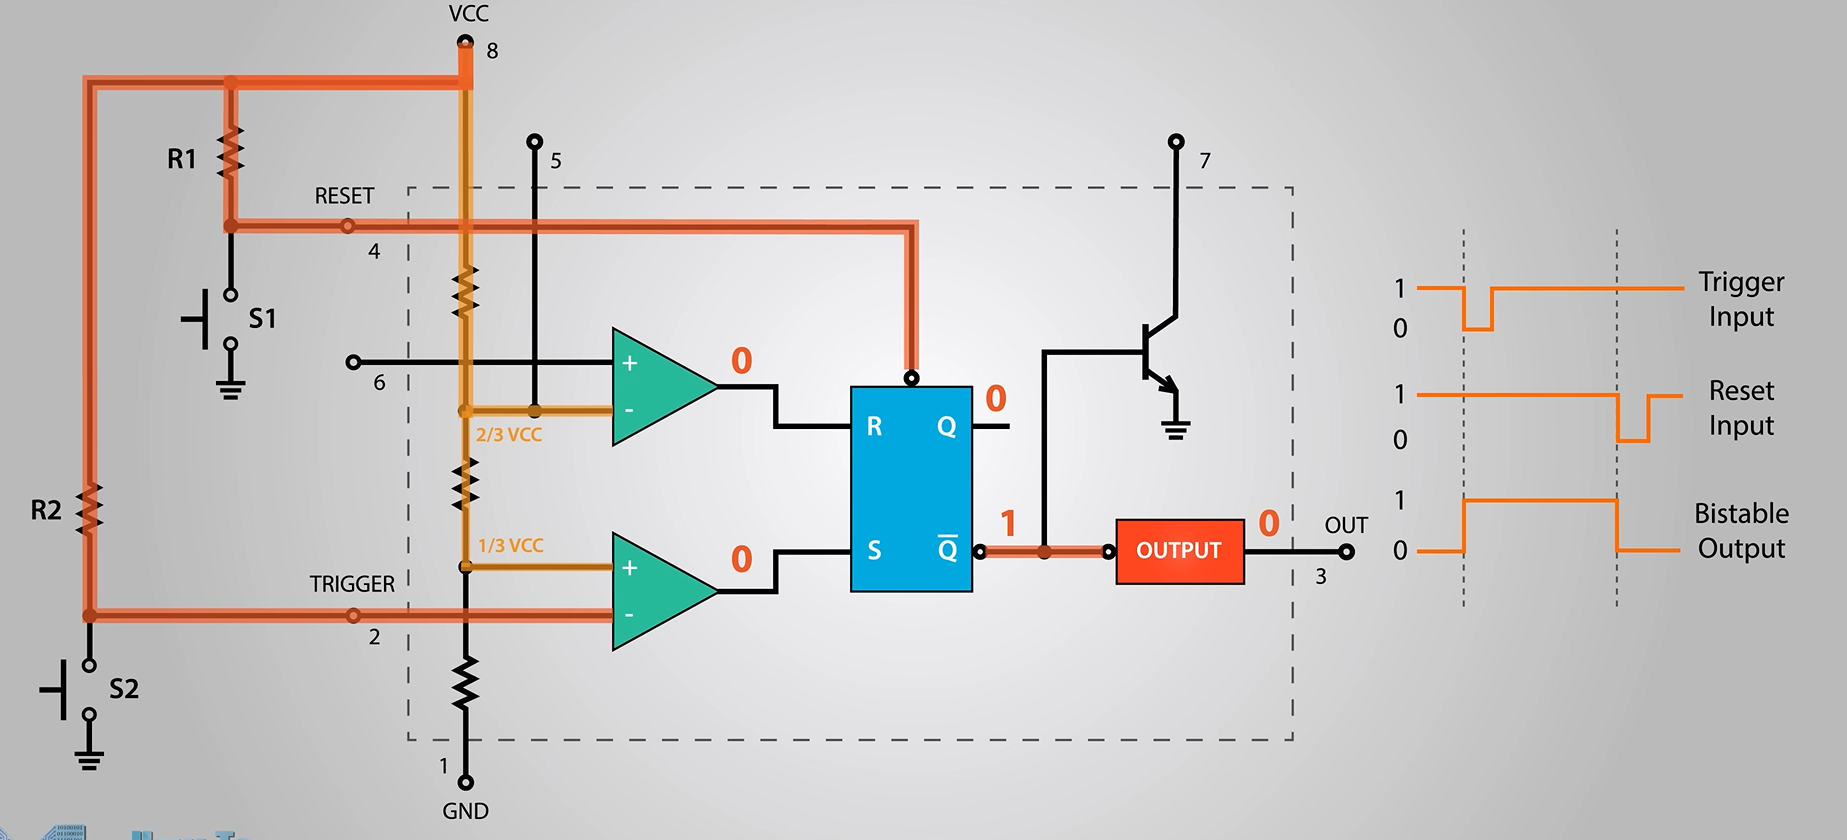 VCC
8
5
7
R1
RESET
4
S1
6
+
-
0
2/3 VCC
R
Q
0
1/3 VCC
+
-
0
S
Q̅
1
OUTPUT
0
OUT
3
R2
TRIGGER
2
S2
1
GND
1
0
Trigger
Input
1
0
Reset
Input
1
0
Bistable
Output